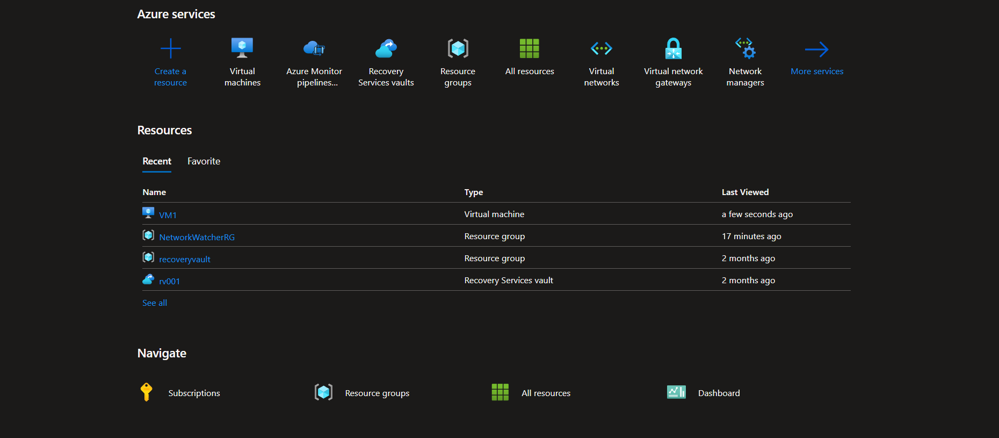 Azure services
Create a
resource
Virtual
machines
Azure Monitor
pipelines...
Recovery
Services vaults
Resource
groups
All resources
Virtual
networks
Virtual network
gateways
Network
managers
More services
Resources
Recent Favorite
Name Type Last Viewed
VM1 Virtual machine a few seconds ago
NetworkWatcherRG Resource group 17 minutes ago
recoveryvault Resource group 2 months ago
rv001 Recovery Services vault 2 months ago
See all
Navigate
Subscriptions Resource groups All resources Dashboard